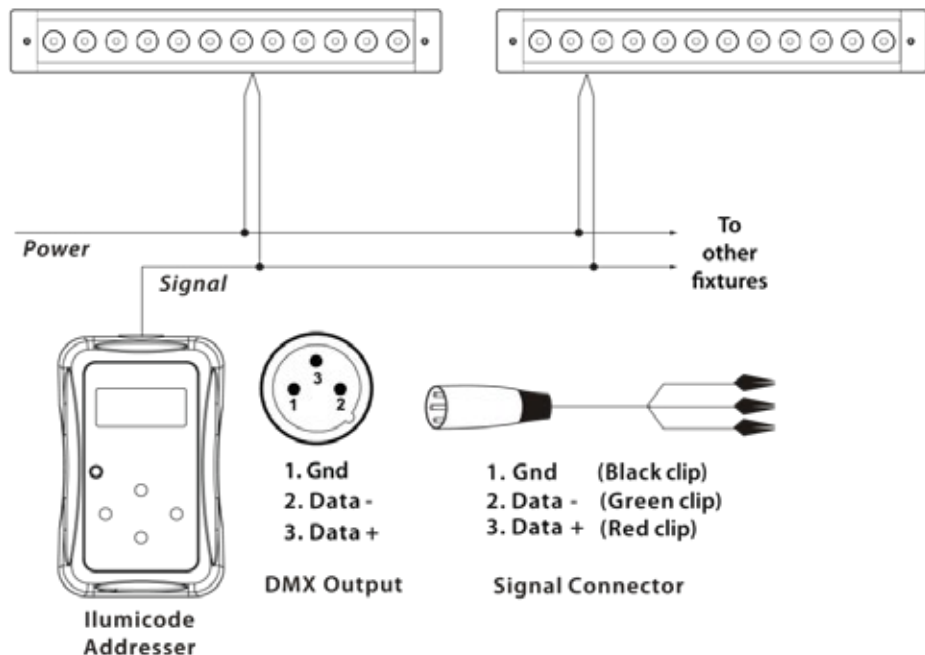 Power
Signal
To
other
fixtures
3
1 2
1. Gnd
2. Data -
3. Data +
DMX Output
1. Gnd (Black clip)
2. Data - (Green clip)
3. Data + (Red clip)
Signal Connector
Ilumicode
Addresser